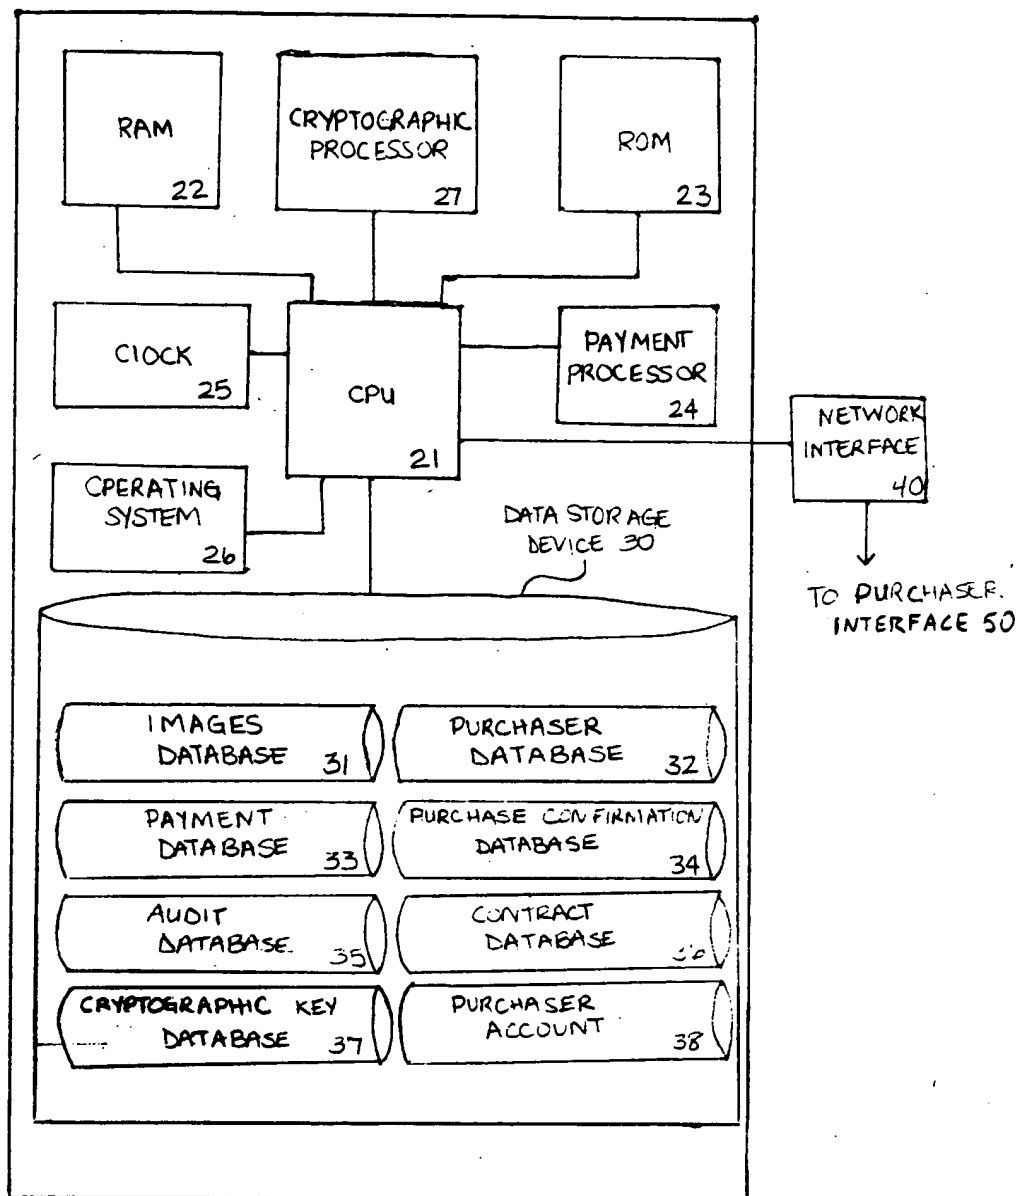 RAM
22
CRYPTOGRAPHIC
PROCESSOR
27
ROM
23
ClOCK
25
CPU
21
PAYMENT
PROCESSOR
24
NETWORK
INTERFACE
40
OPERATING
SYSTEM
26
DATA STORAGE
DEVICE 30
TO PURCHASER
INTERFACE 50
IMAGES
DATABASE 31
PURCHASER
DATABASE 32
PAYMENT
DATABASE 33
PURCHASE CONFIRMATION
DATABASE 34
AUDIT
DATABASE 35
CONTRACT
DATABASE
CRYPTOGRAPHIC KEY
DATABASE 37
PURCHASER
ACCOUNT 38